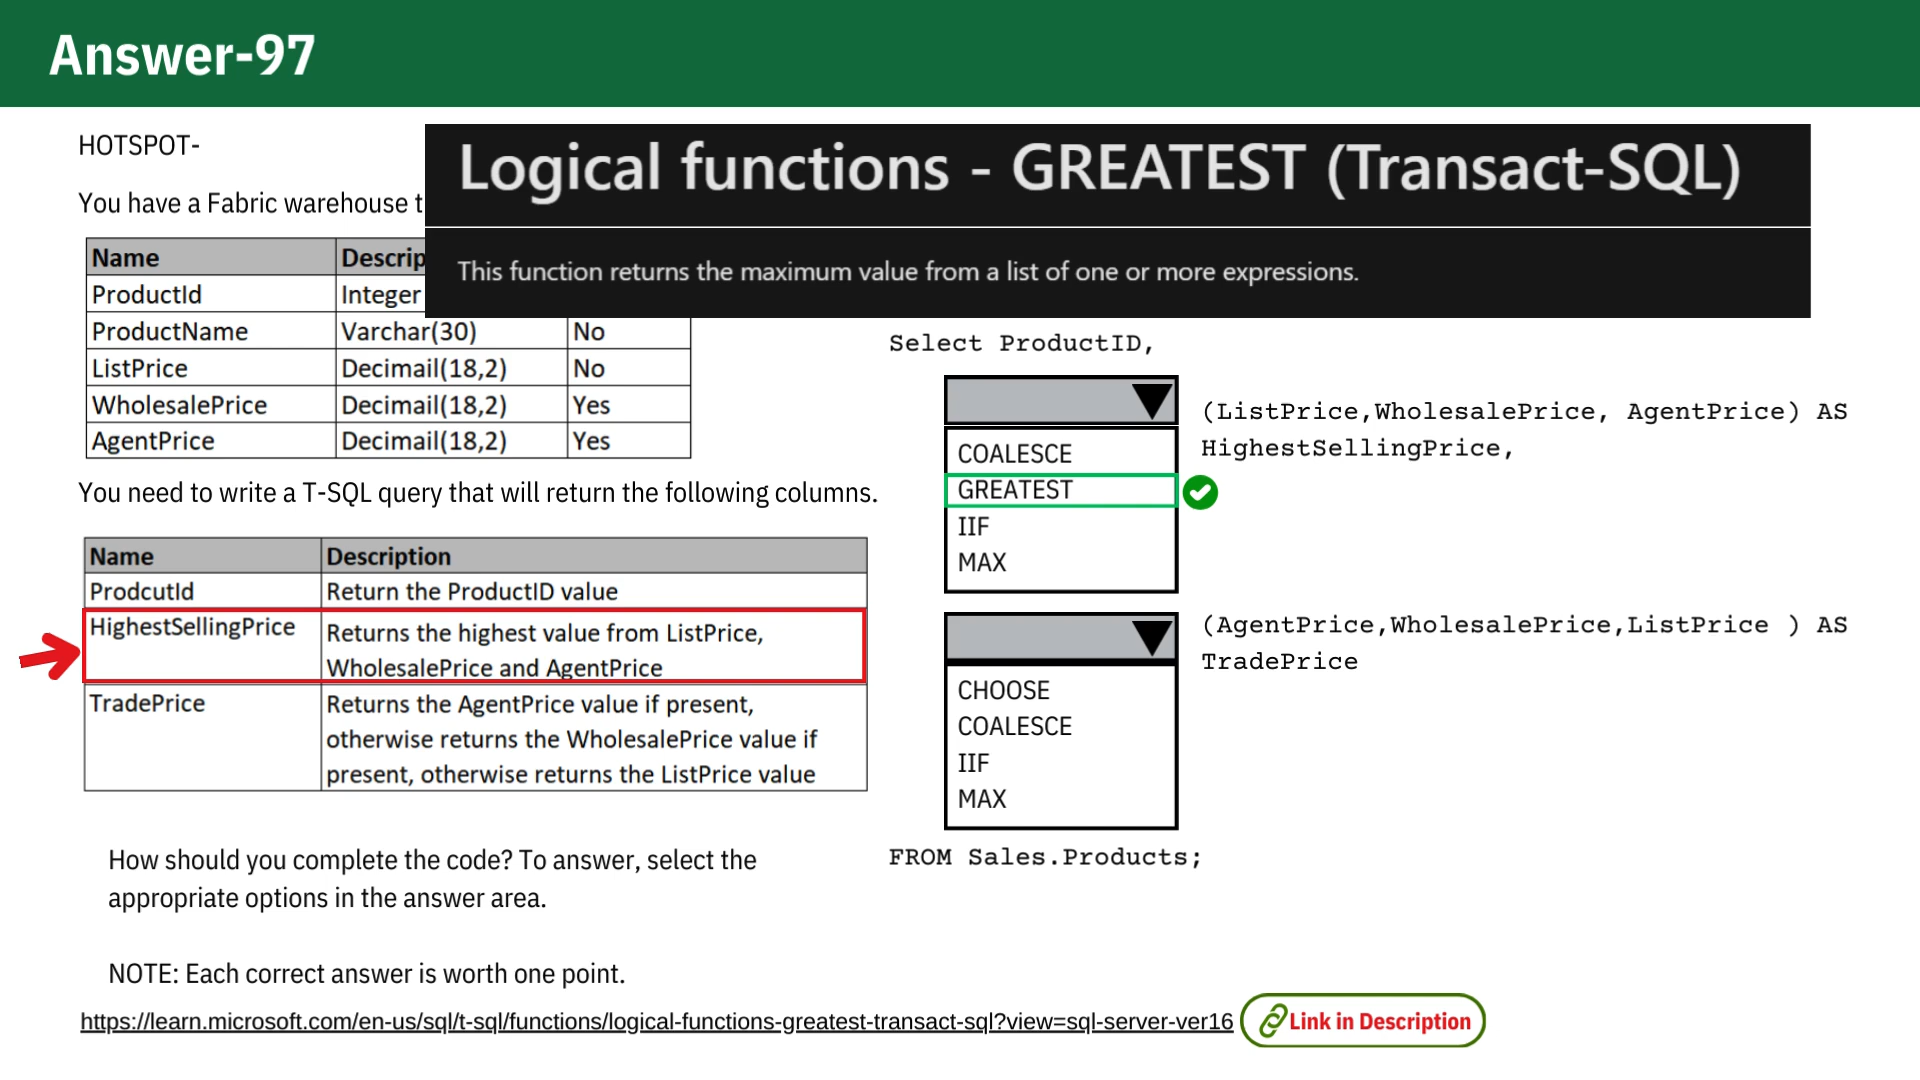 Answer-97
HOTSPOT-
Logical functions - GREATEST (Transact-SQL)
This function returns the maximum value from a list of one or more expressions.
You have a Fabric warehouse t
Name Descrip
ProductId Integer
ProductName Varchar(30) No
ListPrice Decimail(18,2) No
WholesalePrice Decimail(18,2) Yes
AgentPrice Decimail(18,2) Yes
You need to write a T-SQL query that will return the following columns.
Name Description
ProdcutId Return the ProductID value
HighestSellingPrice Returns the highest value from ListPrice,
WholesalePrice and AgentPrice
TradePrice Returns the AgentPrice value if present,
otherwise returns the WholesalePrice value if
present, otherwise returns the ListPrice value
How should you complete the code? To answer, select the
appropriate options in the answer area.
NOTE: Each correct answer is worth one point.
Select ProductID,
(ListPrice,WholesalePrice, AgentPrice) AS
HighestSellingPrice,
COALESCE
GREATEST
IIF
MAX
(AgentPrice,WholesalePrice,ListPrice ) AS
TradePrice
CHOOSE
COALESCE
IIF
MAX
FROM Sales.Products;
https://learn.microsoft.com/en-us/sql/t-sql/functions/logical-functions-greatest-transact-sql?view=sql-server-ver16
Link in Description